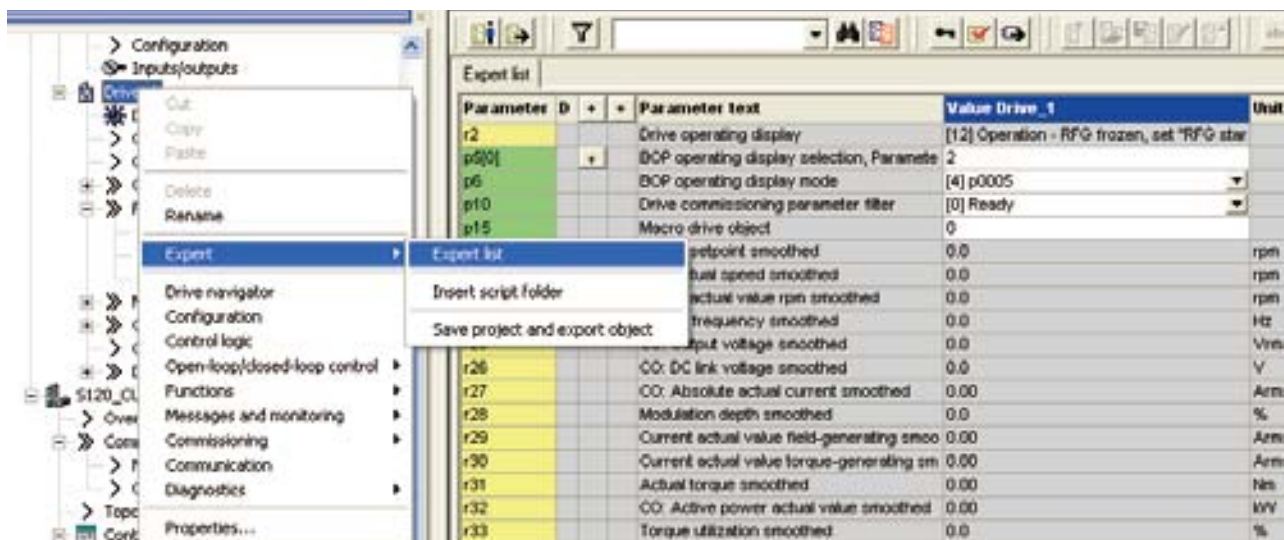 Configuration
Inputs/outputs
Cut
Copy
Paste
Delete
Rename
Expert
Drive navigator
Configuration
Control logic
Open-loop/closed-loop control
Functions
Messages and monitoring
Commissioning
Communication
Diagnostics
Properties...
S120_CU
Over
Comm
Topo
Cont
Expert list
Insert script folder
Save project and export object
Expert list
Parameter D + + Parameter text Value Drive_1 Unit
r2 Drive operating display [12] Operation - RFG frozen, set "RFG star
p5[0] + BOP operating display selection, Paramete 2
p6 BOP operating display mode [4] p0005
p10 Drive commissioning parameter filter [0] Ready
p15 Macro drive object 0
setpoint smoothed 0.0 rpm
tual speed smoothed 0.0 rpm
actual value rpm smoothed 0.0 rpm
frequency smoothed 0.0 Hz
tput voltage smoothed 0.0 Vrms
r26 CO: DC link voltage smoothed 0.0 V
r27 CO: Absolute actual current smoothed 0.00 Arms
r28 Modulation depth smoothed 0.0 %
r29 Current actual value field-generating smoo 0.00 Arms
r30 Current actual value torque-generating sm 0.00 Arms
r31 Actual torque smoothed 0.00 Nm
r32 CO: Active power actual value smoothed 0.00 kW
r33 Torque utilization smoothed 0.0 %